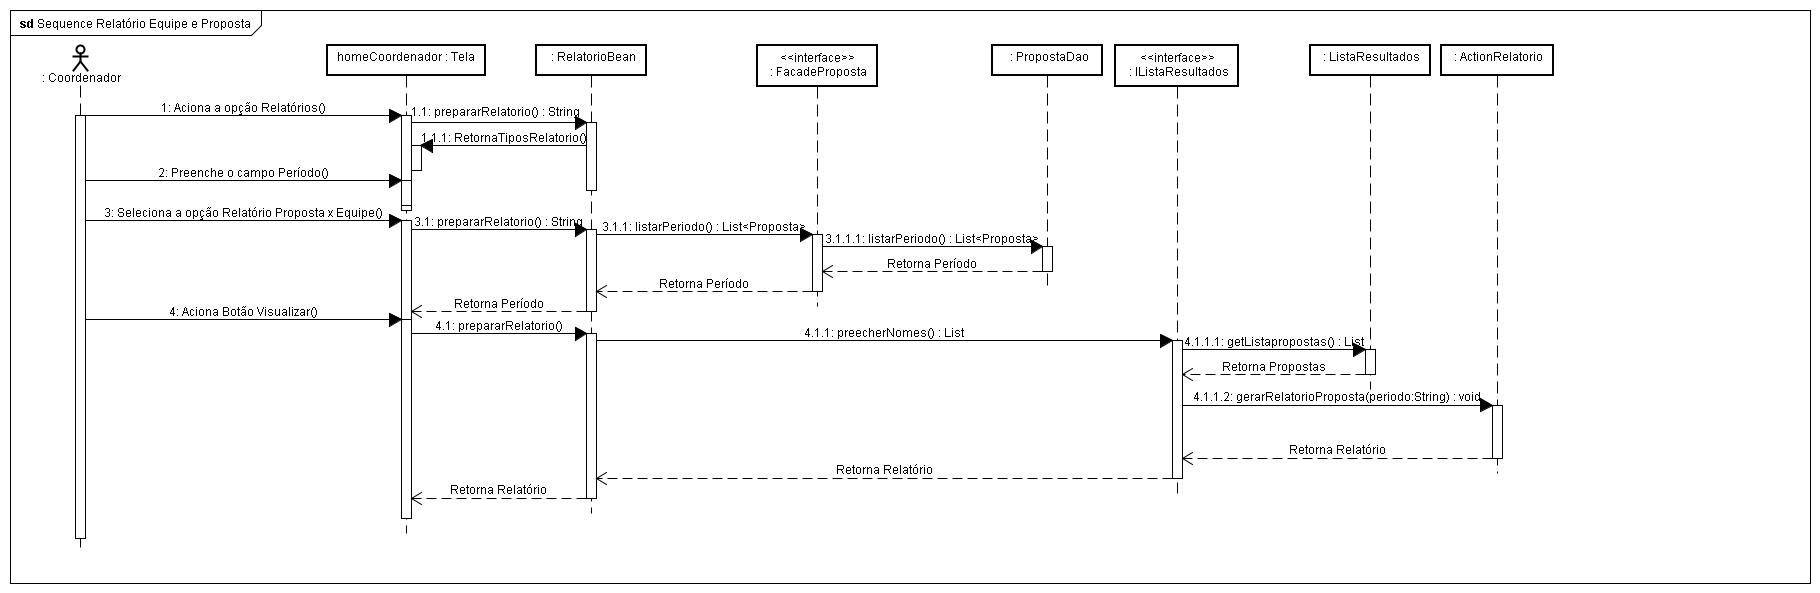 sd Sequence Relatório Equipe e Proposta
: Coordenador
homeCoordenador : Tela
: RelatorioBean
<<interface>>
: FacadeProposta
: PropostaDao
<<interface>>
: IListaResultados
: ListaResultados
: ActionRelatorio
1: Aciona a opção Relatórios()
1.1: prepararRelatorio() : String
1.1.1: RetornaTiposRelatorio()
2: Preenche o campo Período()
3: Seleciona a opção Relatório Proposta x Equipe()
3.1: prepararRelatorio() : String
3.1.1: listarPeriodo() : List<Proposta>
3.1.1.1: listarPeriodo() : List<Proposta>
Retorna Período
Retorna Período
Retorna Período
4: Aciona Botão Visualizar()
4.1: prepararRelatorio()
4.1.1: preecherNomes() : List
4.1.1.1: getListapropostas() : List
Retorna Propostas
4.1.1.2: gerarRelatorioProposta(periodo:String) : void
Retorna Relatório
Retorna Relatório
Retorna Relatório